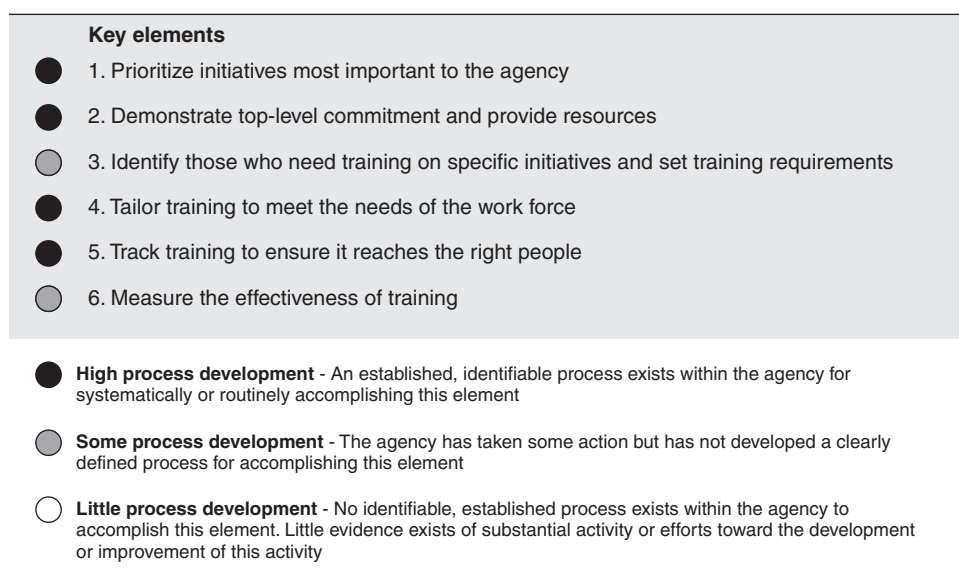 Key elements
1. Prioritize initiatives most important to the agency
2. Demonstrate top-level commitment and provide resources
3. Identify those who need training on specific initiatives and set training requirements
4. Tailor training to meet the needs of the work force
5. Track training to ensure it reaches the right people
6. Measure the effectiveness of training
High process development - An established, identifiable process exists within the agency for
systematically or routinely accomplishing this element
Some process development - The agency has taken some action but has not developed a clearly
defined process for accomplishing this element
Little process development - No identifiable, established process exists within the agency to
accomplish this element. Little evidence exists of substantial activity or efforts toward the development
or improvement of this activity